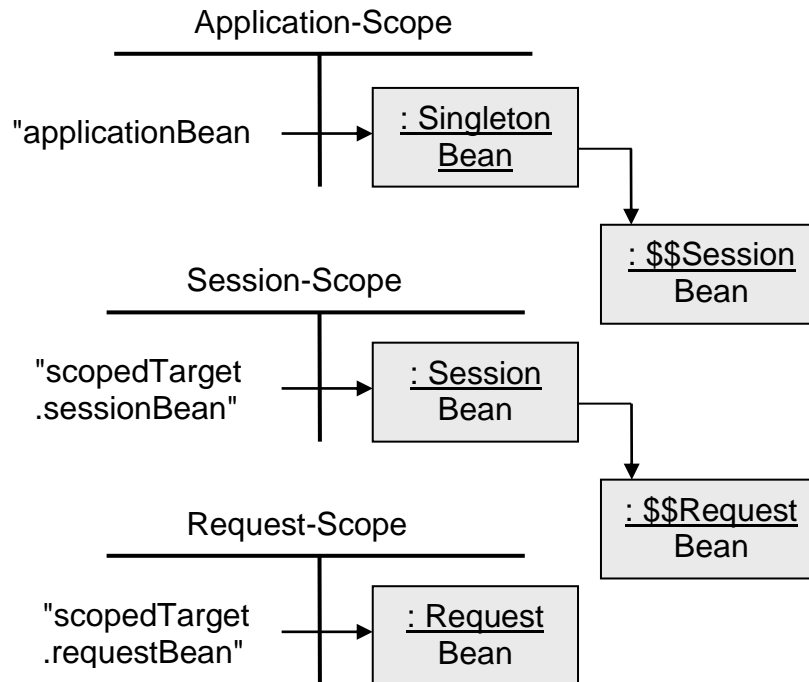 Application-Scope
"applicationBean
: Singleton
Bean
: $$Session
Bean
Session-Scope
"scopedTarget
.sessionBean"
: Session
Bean
: $$Request
Bean
Request-Scope
"scopedTarget
.requestBean"
: Request
Bean